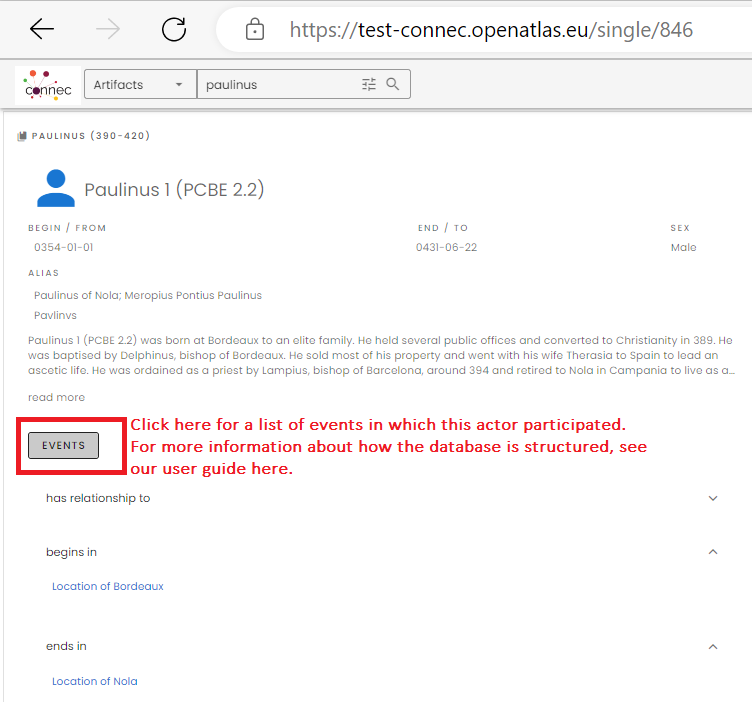 https://test-connec.openatlas.eu/single/846
connec Artifacts paulinus
PAULINUS (390-420)
Paulinus 1 (PCBE 2.2)
BEGIN / FROM END / TO SEX
0354-01-01 0431-06-22 Male
ALIAS
Paulinus of Nola; Meropius Pontius Paulinus
Pavlinvs
Paulinus 1 (PCBE 2.2) was born at Bordeaux to an elite family. He held several public offices and converted to Christianity in 389. He
was baptised by Delphinus, bishop of Bordeaux. He sold most of his property and went with his wife Therasia to Spain to lead an
ascetic life. He was ordained as a priest by Lampius, bishop of Barcelona, around 394 and retired to Nola in Campania to live as a...
read more
Click here for a list of events in which this actor participated.
EVENTS For more information about how the database is structured, see
our user guide here.
has relationship to
begins in
Location of Bordeaux
ends in
Location of Nola